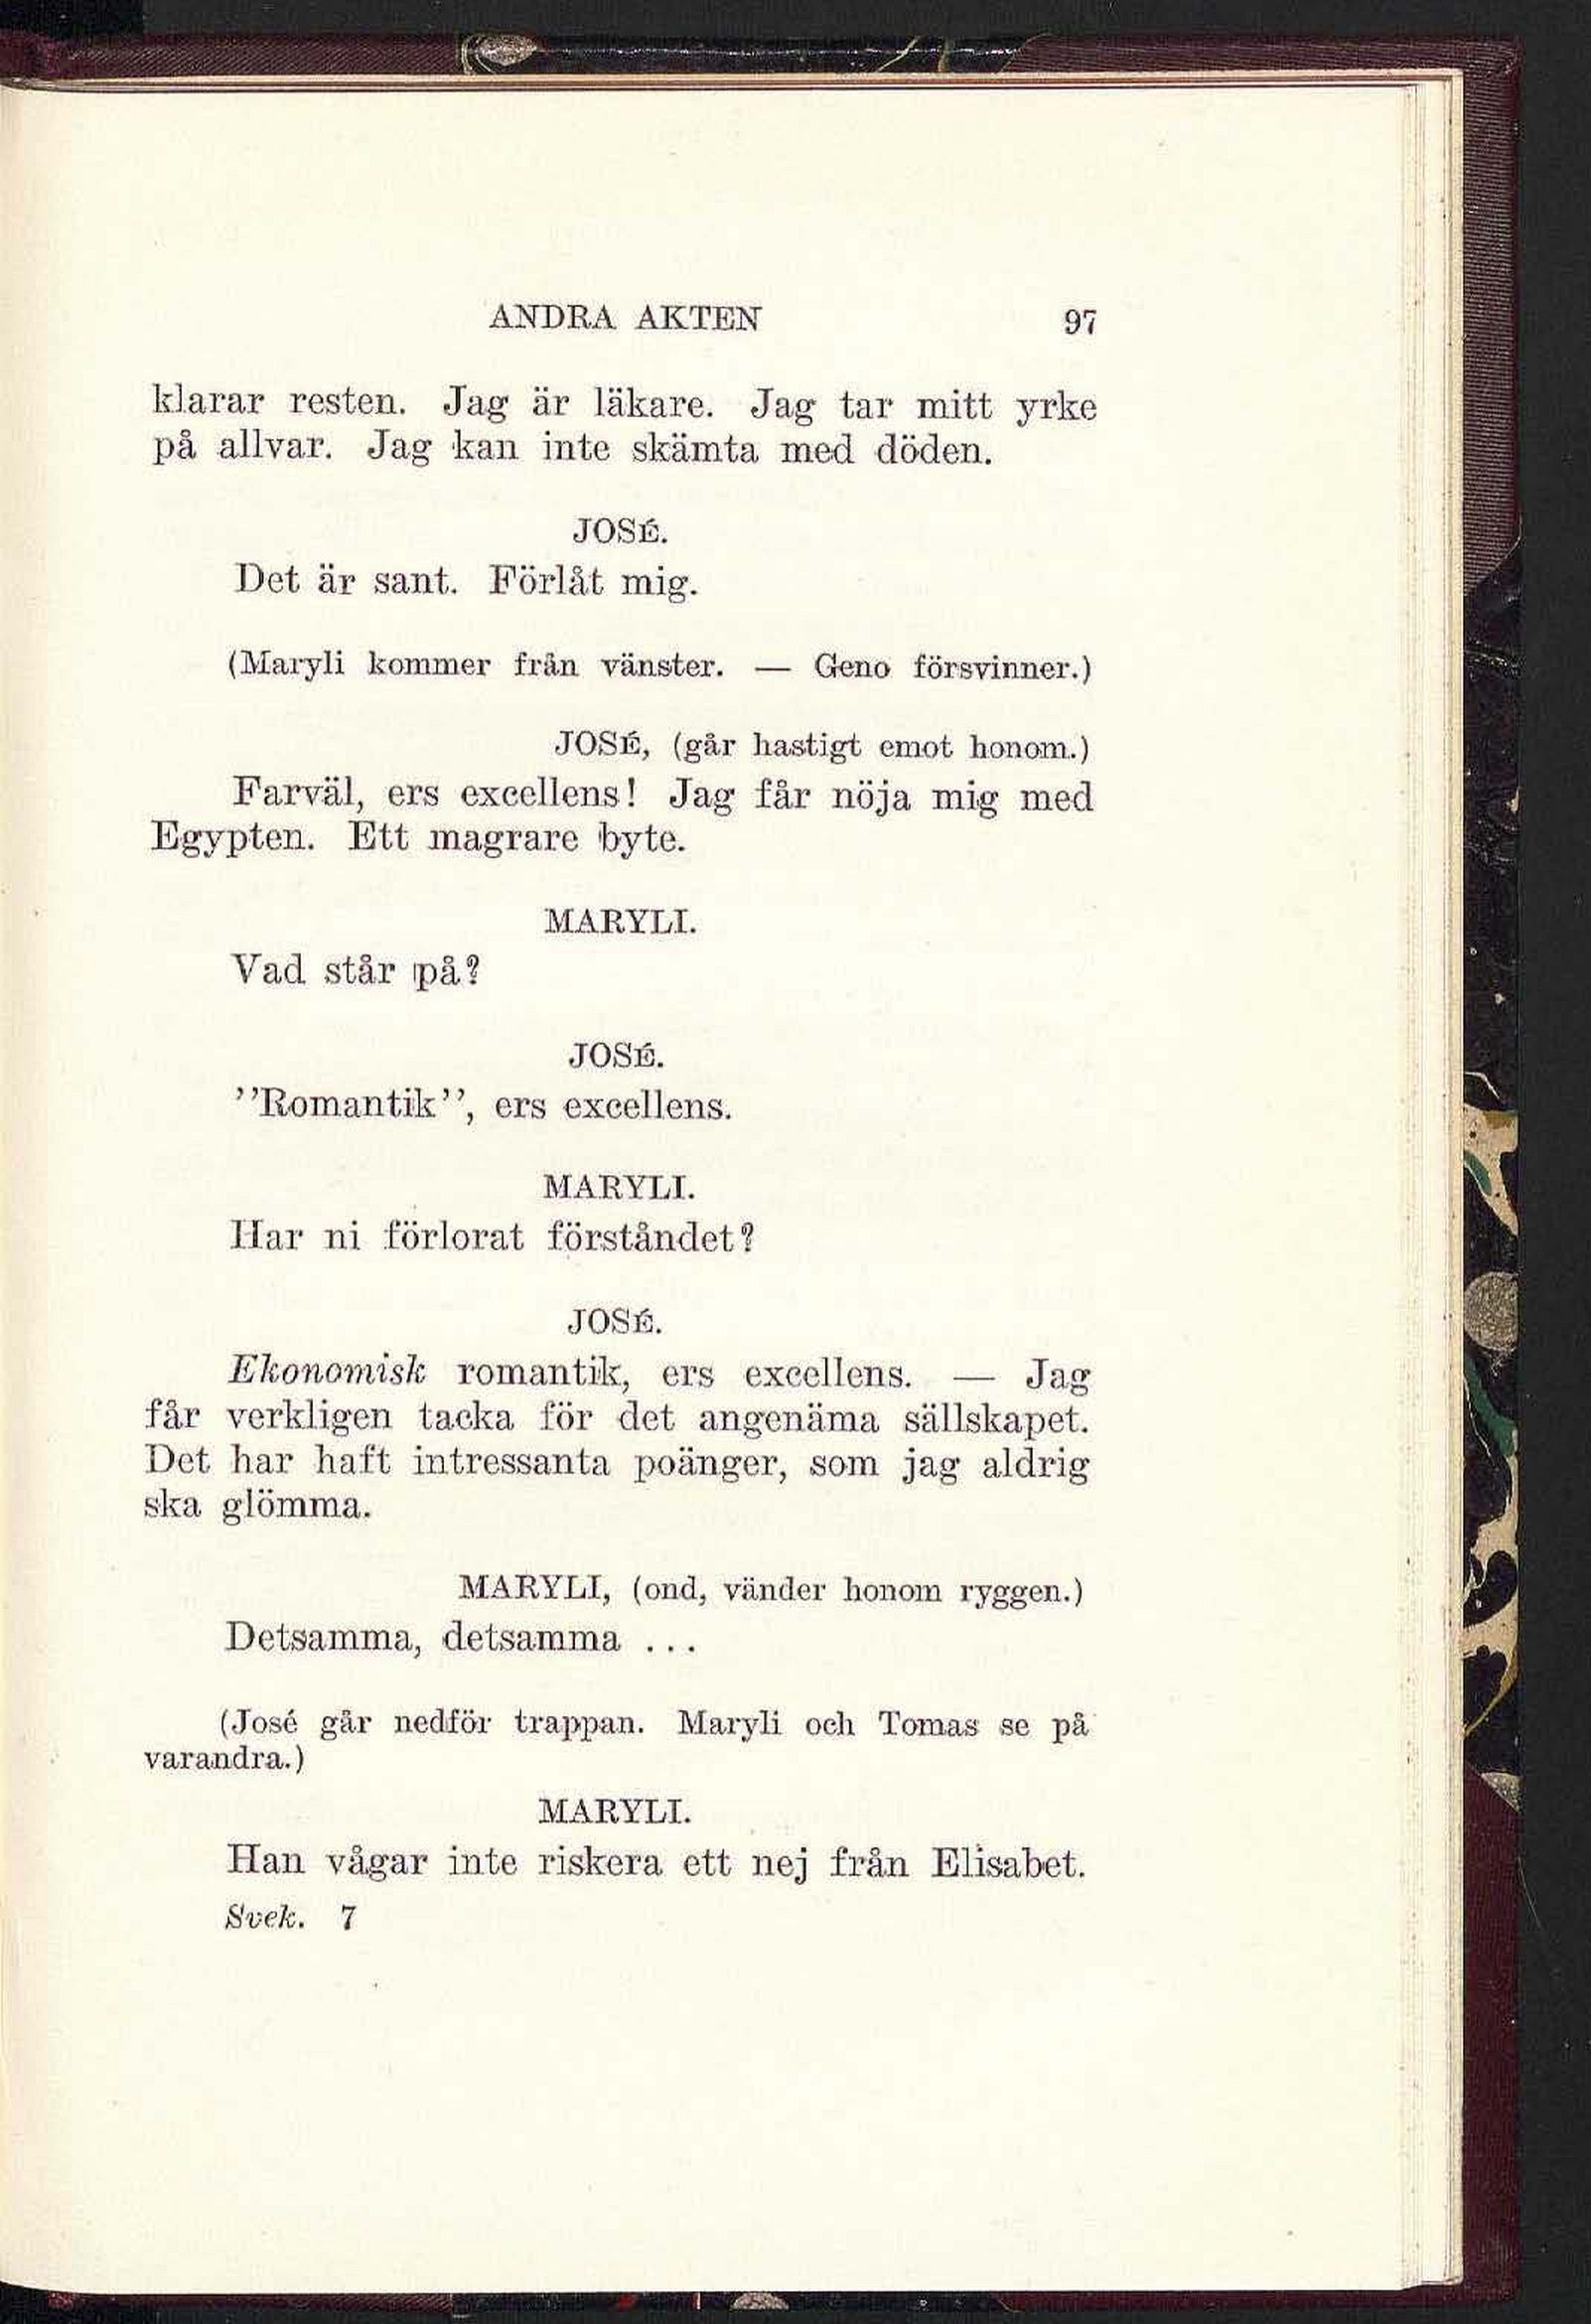 ANDRA AKTEN 97
klarar resten. Jag är läkare. Jag tar mitt yrke
på allvar. Jag kan inte skämta med döden.
JOSÉ.
Det är sant. Förlåt mig.
(Maryli kommer från vänster. — Geno försvinner.)
JOSÉ, (går hastigt emot honom.)
Farväl, ers excellens! Jag får nöja mig med
Egypten. Ett magrare byte.
MARYLI.
Vad står på?
JOSÉ.
’’Romantik’’, ers excellens.
MARYLI.
Har ni förlorat förståndet?
JOSÉ.
Ekonomisk romantik, ers excellens. — Jag
får verkligen tacka för det angenäma sällskapet.
Det har haft intressanta poänger, som jag aldrig
ska glömma.
MARYLI, (ond, vänder honom ryggen.)
Detsamma, detsamma ...
(José går nedför trappan. Maryli och Tomas se på
varandra.)
MARYLI.
Han vågar inte riskera ett nej från Elisabet.
Svek. 7